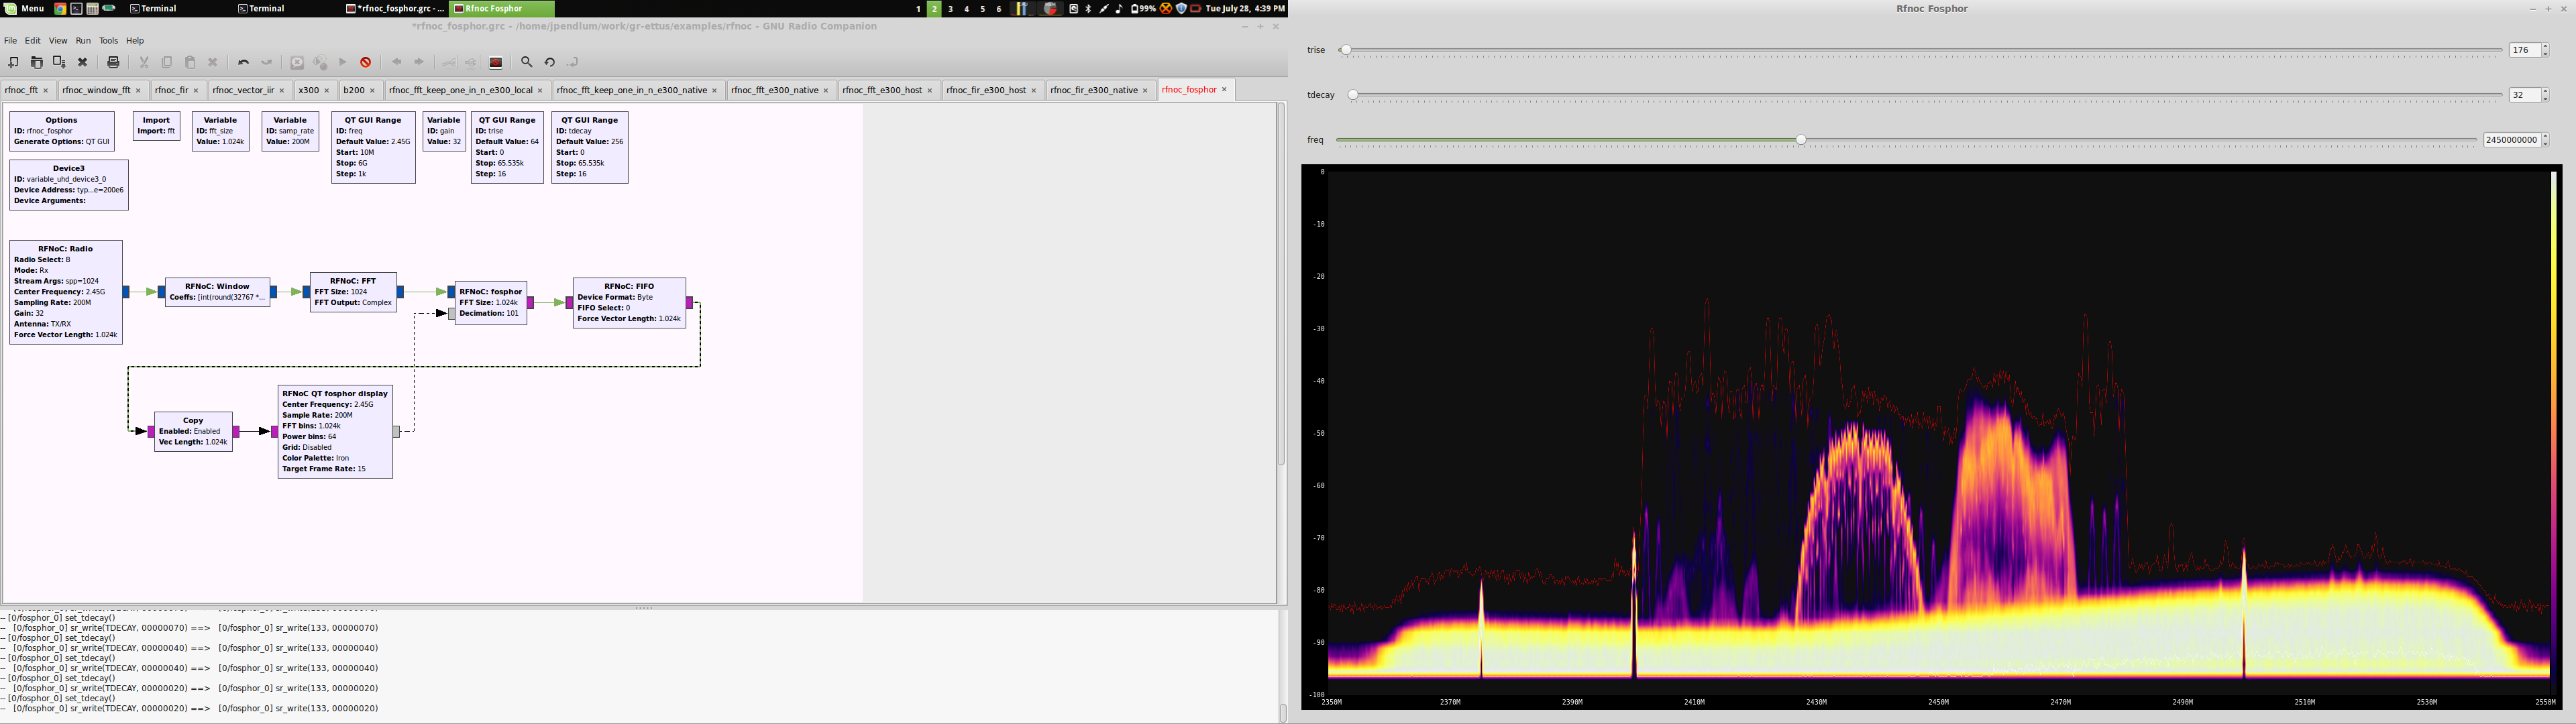 Menu
Terminal
Terminal
*rfnoc_fosphor.grc - ...
Rfnoc Fosphor
1 2 3 4 5 6
99%
Tue July 28, 4:39 PM
*rfnoc_fosphor.grc - /home/jpendlum/work/gr-ettus/examples/rfnoc - GNU Radio Companion
File Edit View Run Tools Help
rfnoc_fft × rfnoc_window_fft × rfnoc_fir × rfnoc_vector_iir × x300 × b200 × rfnoc_fft_keep_one_in_n_e300_local × rfnoc_fft_keep_one_in_n_e300_native × rfnoc_fft_e300_native × rfnoc_fft_e300_host × rfnoc_fir_e300_host × rfnoc_fir_e300_native × rfnoc_fosphor ×
Options
ID: rfnoc_fosphor
Generate Options: QT GUI
Import
Import: fft
Variable
ID: fft_size
Value: 1.024k
Variable
ID: samp_rate
Value: 200M
QT GUI Range
ID: freq
Default Value: 2.45G
Start: 10M
Stop: 6G
Step: 1k
Variable
ID: gain
Value: 32
QT GUI Range
ID: trise
Default Value: 64
Start: 0
Stop: 65.535k
Step: 16
QT GUI Range
ID: tdecay
Default Value: 256
Start: 0
Stop: 65.535k
Step: 16
Device3
ID: variable_uhd_device3_0
Device Address: typ...e=200e6
Device Arguments:
RFNoC: Radio
Radio Select: B
Mode: Rx
Stream Args: spp=1024
Center Frequency: 2.45G
Sampling Rate: 200M
Gain: 32
Antenna: TX/RX
Force Vector Length: 1.024k
RFNoC: Window
Coeffs: [int(round(32767 *...
RFNoC: FFT
FFT Size: 1024
FFT Output: Complex
RFNoC: fosphor
FFT Size: 1.024k
Decimation: 101
RFNoC: FIFO
Device Format: Byte
FIFO Select: 0
Force Vector Length: 1.024k
Copy
Enabled: Enabled
Vec Length: 1.024k
RFNoC QT fosphor display
Center Frequency: 2.45G
Sample Rate: 200M
FFT bins: 1.024k
Power bins: 64
Grid: Disabled
Color Palette: Iron
Target Frame Rate: 15
-- [0/fosphor_0] set_tdecay()
-- [0/fosphor_0] sr_write(TDECAY, 00000070) ==> [0/fosphor_0] sr_write(133, 00000070)
-- [0/fosphor_0] set_tdecay()
-- [0/fosphor_0] sr_write(TDECAY, 00000040) ==> [0/fosphor_0] sr_write(133, 00000040)
-- [0/fosphor_0] set_tdecay()
-- [0/fosphor_0] sr_write(TDECAY, 00000040) ==> [0/fosphor_0] sr_write(133, 00000040)
-- [0/fosphor_0] set_tdecay()
-- [0/fosphor_0] sr_write(TDECAY, 00000020) ==> [0/fosphor_0] sr_write(133, 00000020)
-- [0/fosphor_0] set_tdecay()
-- [0/fosphor_0] sr_write(TDECAY, 00000020) ==> [0/fosphor_0] sr_write(133, 00000020)
Rfnoc Fosphor
trise 176
tdecay 32
freq 2450000000
0
-10
-20
-30
-40
-50
-60
-70
-80
-90
-100
2350M 2370M 2390M 2410M 2430M 2450M 2470M 2490M 2510M 2530M 2550M